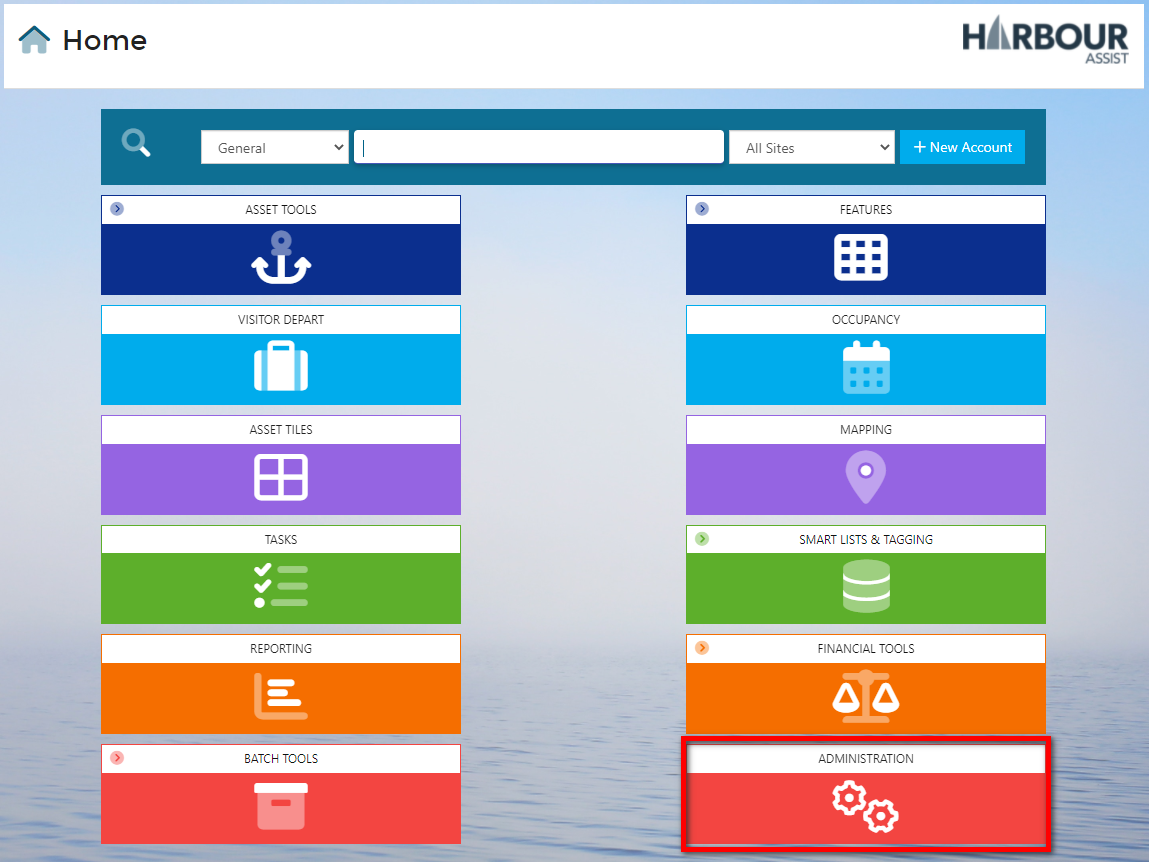 Home
HARBOUR
ASSIST
General
All Sites
+ New Account
ASSET TOOLS
FEATURES
VISITOR DEPART
OCCUPANCY
ASSET TILES
MAPPING
TASKS
SMART LISTS & TAGGING
REPORTING
FINANCIAL TOOLS
BATCH TOOLS
ADMINISTRATION